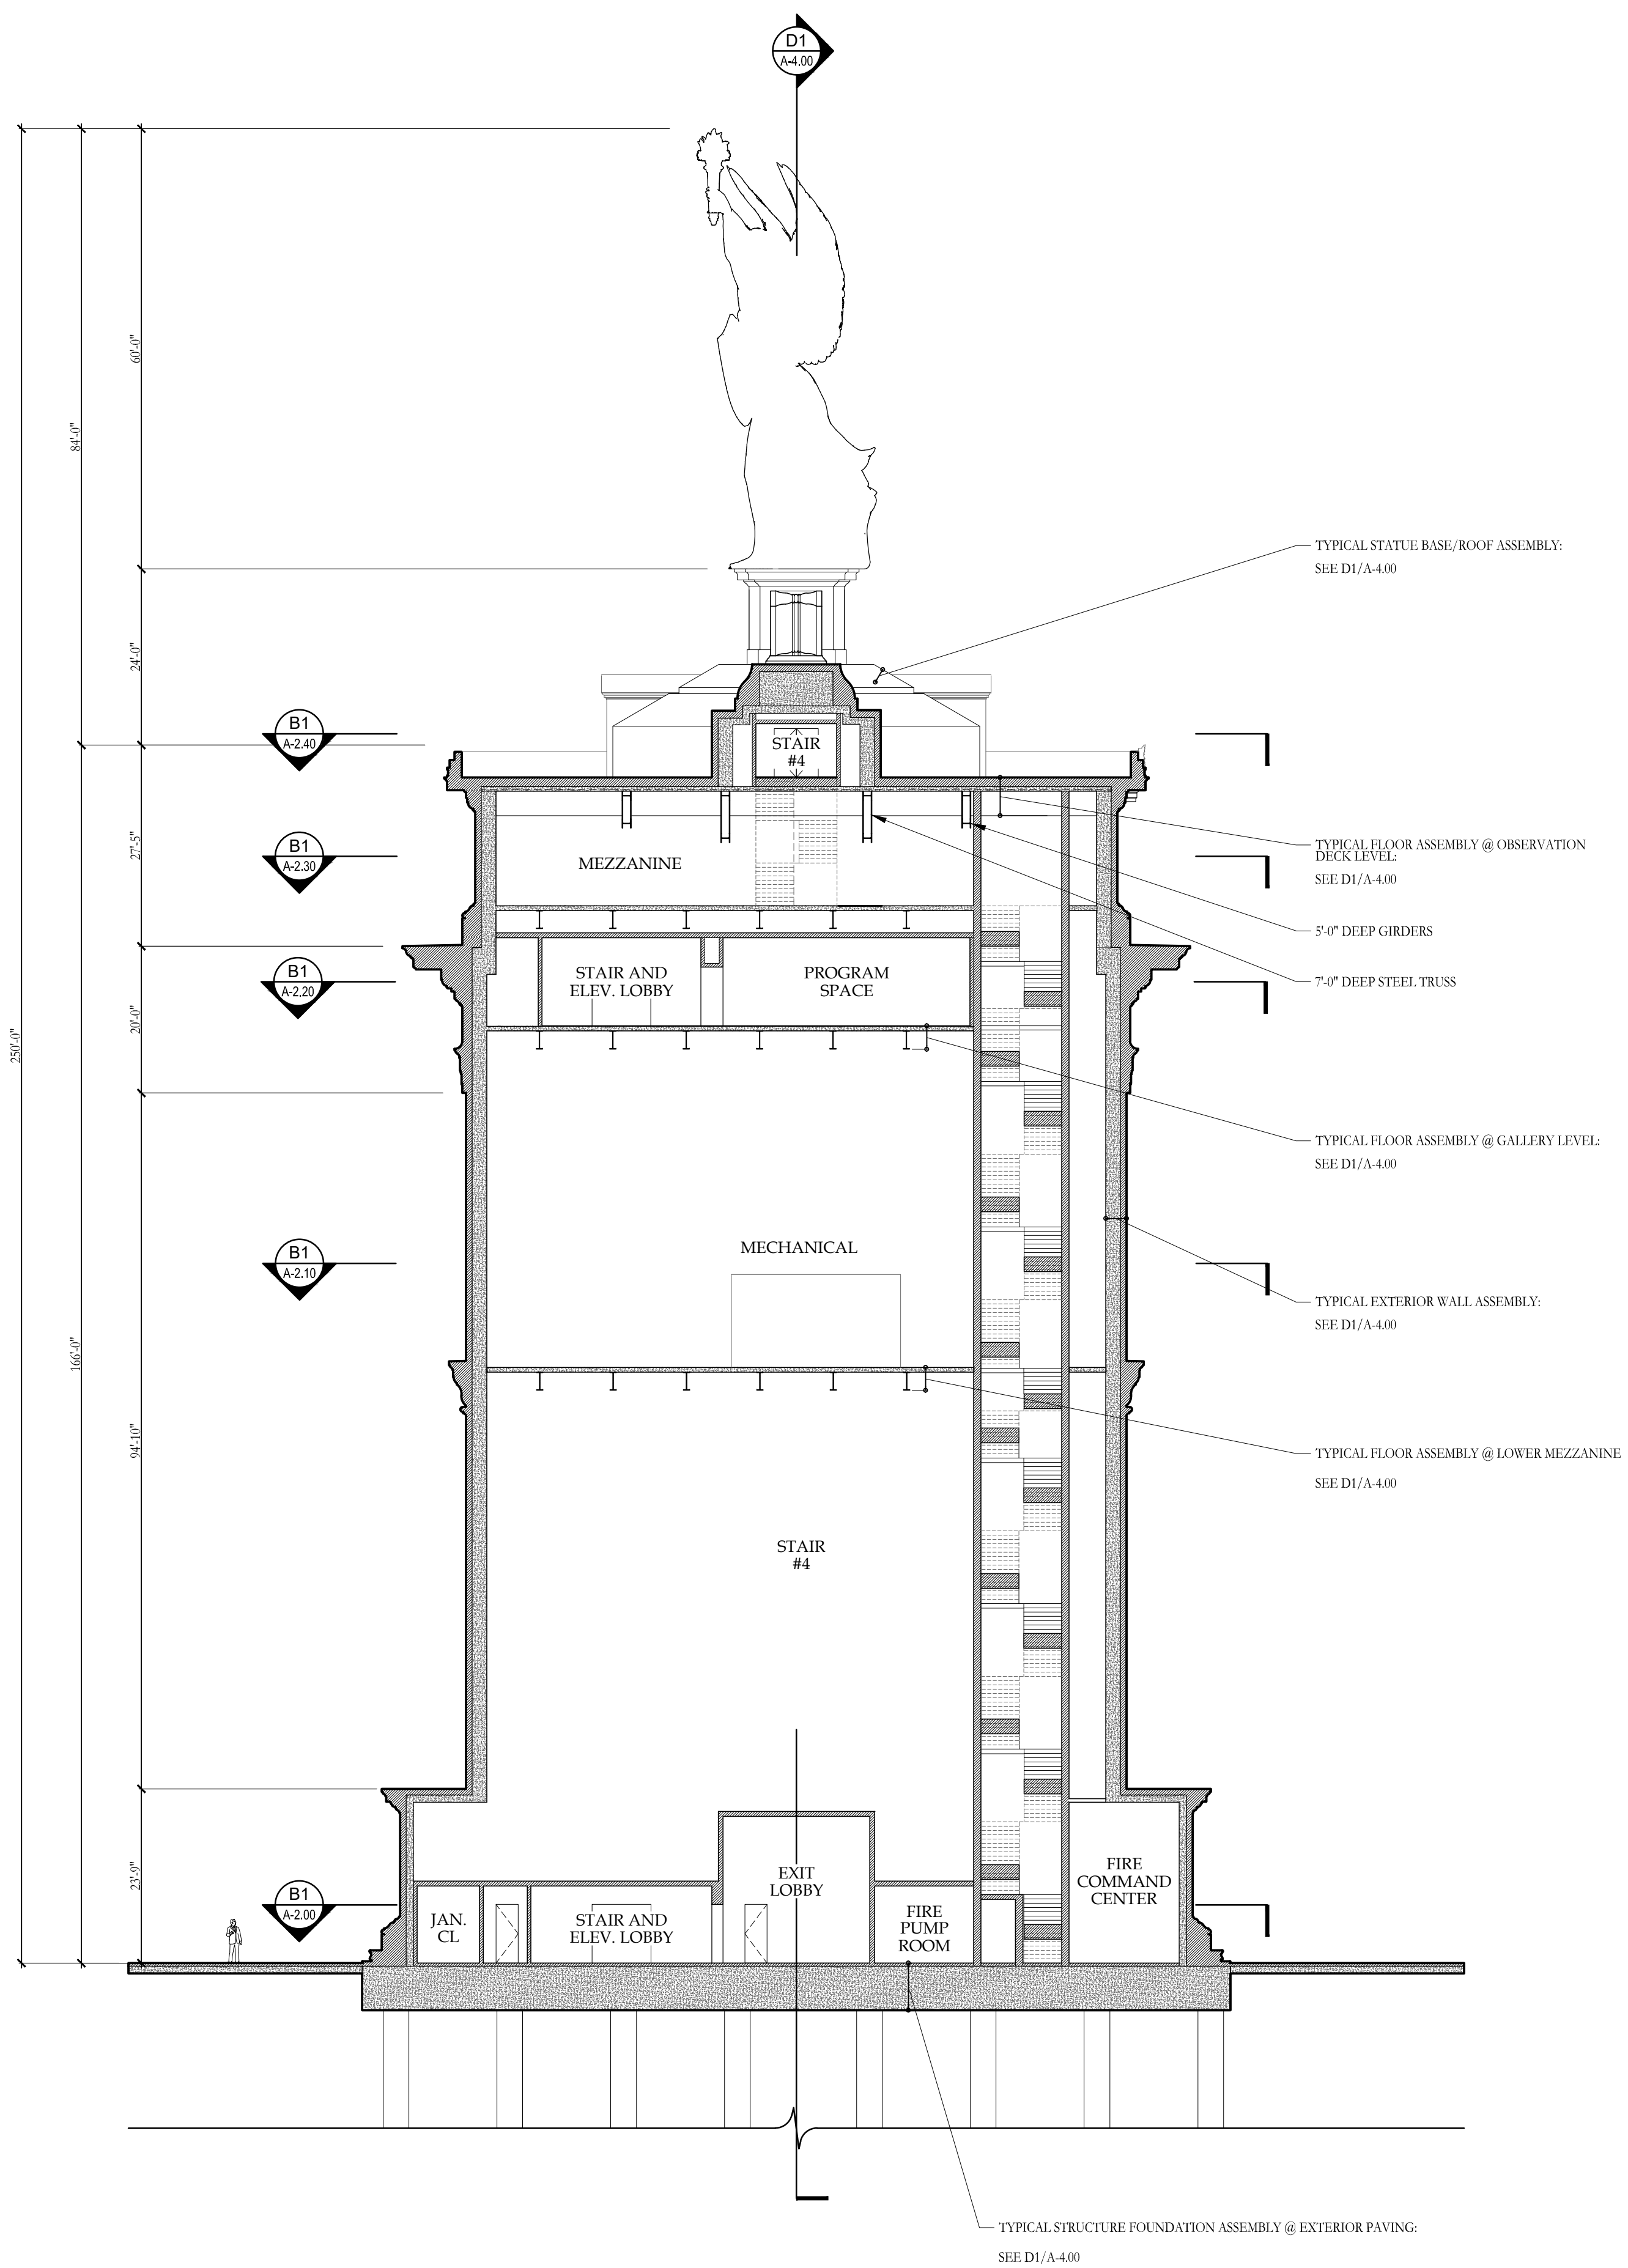 D1
A-4.00
60'-0"
84'-0"
TYPICAL STATUE BASE/ROOF ASSEMBLY:
SEE D1/A-4.00
24'-0"
B1
A-2.40
STAIR
#4
27'-5"
B1
A-2.30
MEZZANINE
TYPICAL FLOOR ASSEMBLY @ OBSERVATION
DECK LEVEL:
SEE D1/A-4.00
5'-0" DEEP GIRDERS
B1
A-2.20
STAIR AND
ELEV. LOBBY
PROGRAM
SPACE
7'-0" DEEP STEEL TRUSS
20'-0"
250'-0"
TYPICAL FLOOR ASSEMBLY @ GALLERY LEVEL:
SEE D1/A-4.00
MECHANICAL
B1
A-2.10
TYPICAL EXTERIOR WALL ASSEMBLY:
SEE D1/A-4.00
166'-0"
94'-10"
TYPICAL FLOOR ASSEMBLY @ LOWER MEZZANINE
SEE D1/A-4.00
STAIR
#4
23'-9"
B1
A-2.00
JAN.
CL
STAIR AND
ELEV. LOBBY
EXIT
LOBBY
FIRE
PUMP
ROOM
FIRE
COMMAND
CENTER
TYPICAL STRUCTURE FOUNDATION ASSEMBLY @ EXTERIOR PAVING:
SEE D1/A-4.00